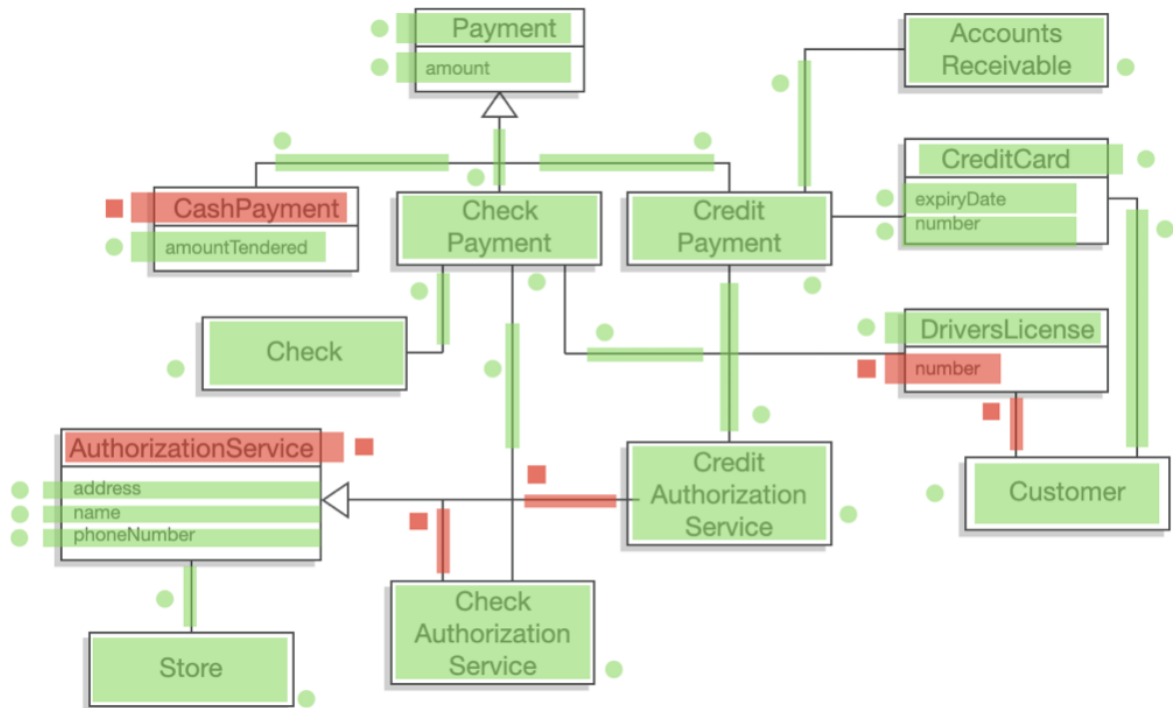 Payment
amount
Accounts
Receivable
CreditCard
expiryDate
number
CashPayment
amountTendered
Check
Payment
Credit
Payment
Check
DriversLicense
number
AuthorizationService
address
name
phoneNumber
Credit
Authorization
Service
Customer
Check
Authorization
Service
Store